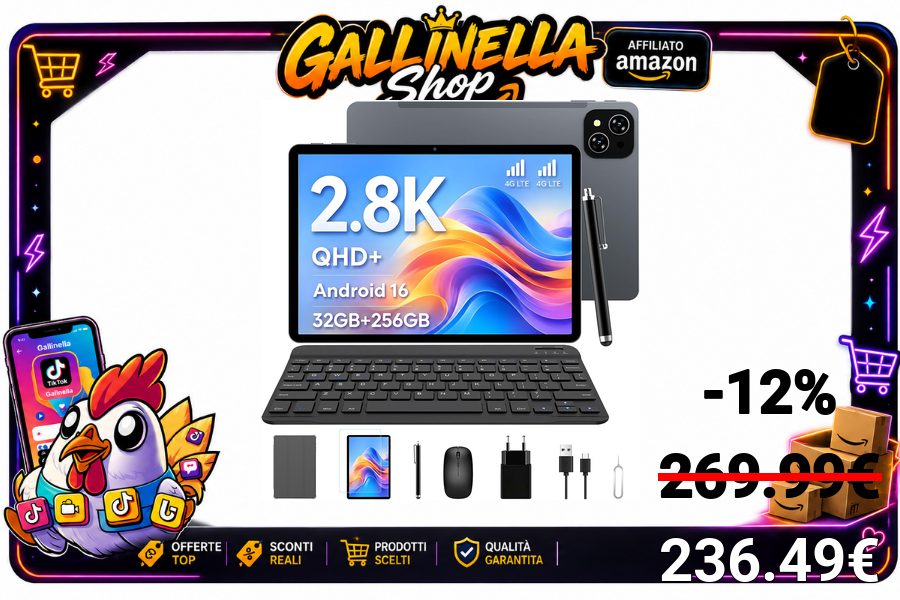 GALLINELLA
Shop
AFFILIATO
amazon
2.8K
4G LTE 4G LTE
QHD+
Android 16
32GB+256GB
Gallinella
TikTok
Gallinella
-12%
269.99€
236.49€
OFFERTE
TOP
SCONTI
REALI
PRODOTTI
SCELTI
QUALITÀ
GARANTITA